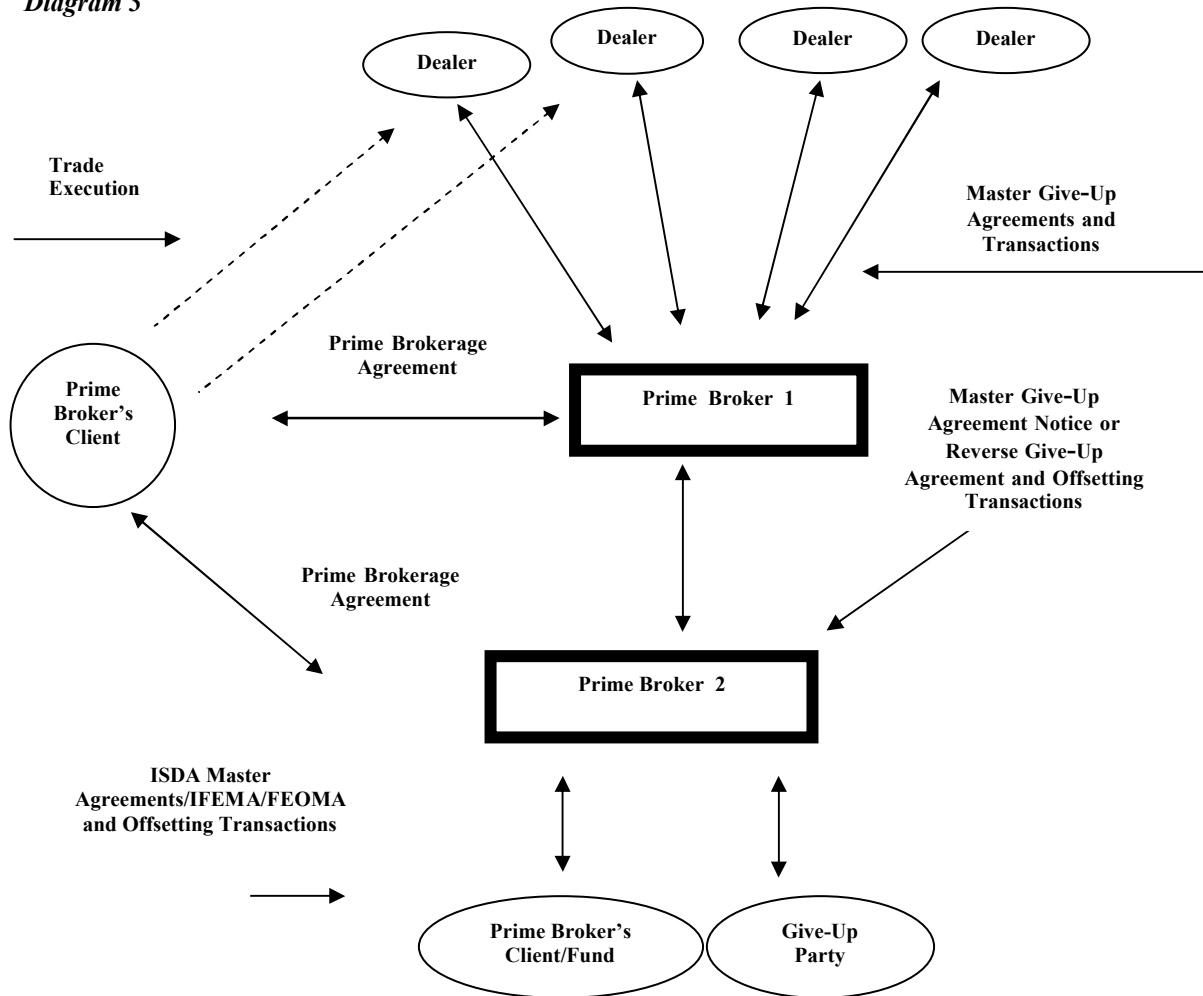 Diagram 5
Dealer
Dealer
Dealer
Dealer
Trade
Execution
Master Give-Up
Agreements and
Transactions
Prime Brokerage
Agreement
Prime
Broker's
Client
Prime Broker 1
Master Give-Up
Agreement Notice or
Reverse Give-Up
Agreement and Offsetting
Transactions
Prime Brokerage
Agreement
Prime Broker 2
ISDA Master
Agreements/IFEMA/FEOMA
and Offsetting Transactions
Prime Broker's
Client/Fund
Give-Up
Party